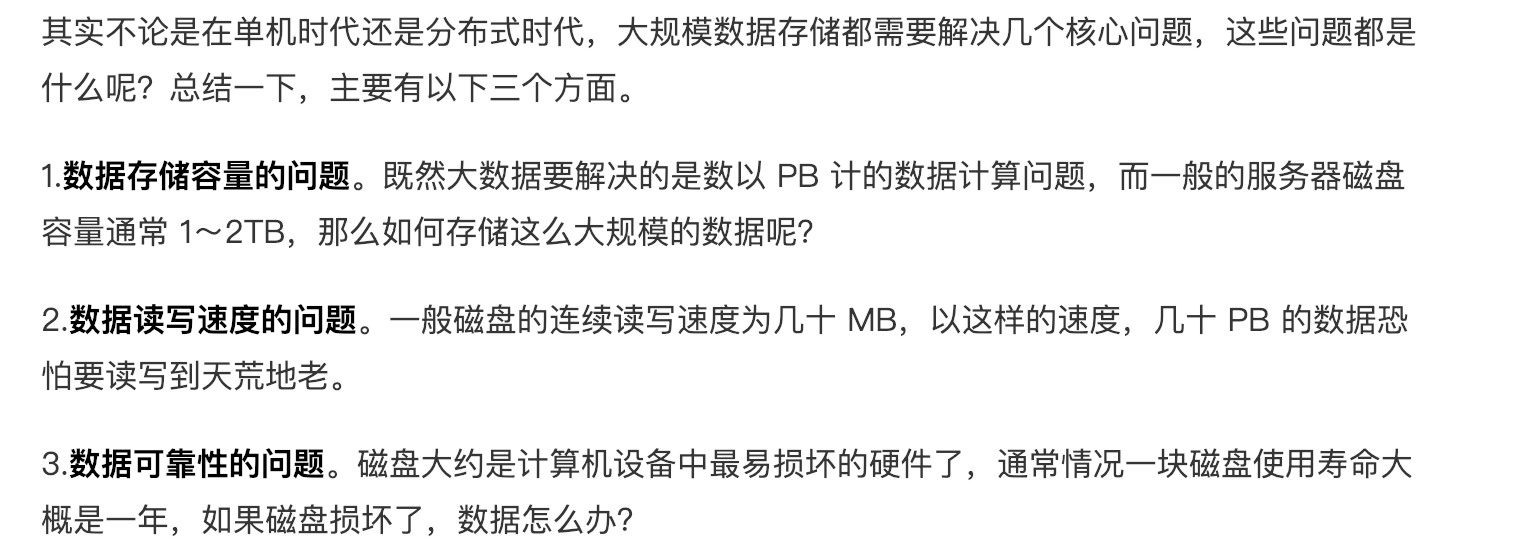 其实不论是在单机时代还是分布式时代，大规模数据存储都需要解决几个核心问题，这些问题都是
什么呢？总结一下，主要有以下三个方面。
1.数据存储容量的问题。既然大数据要解决的是数以 PB 计的数据计算问题，而一般的服务器磁盘
容量通常 1～2TB，那么如何存储这么大规模的数据呢？
2.数据读写速度的问题。一般磁盘的连续读写速度为几十 MB，以这样的速度，几十 PB 的数据恐
怕要读写到天荒地老。
3.数据可靠性的问题。磁盘大约是计算机设备中最易损坏的硬件了，通常情况一块磁盘使用寿命大
概是一年，如果磁盘损坏了，数据怎么办？